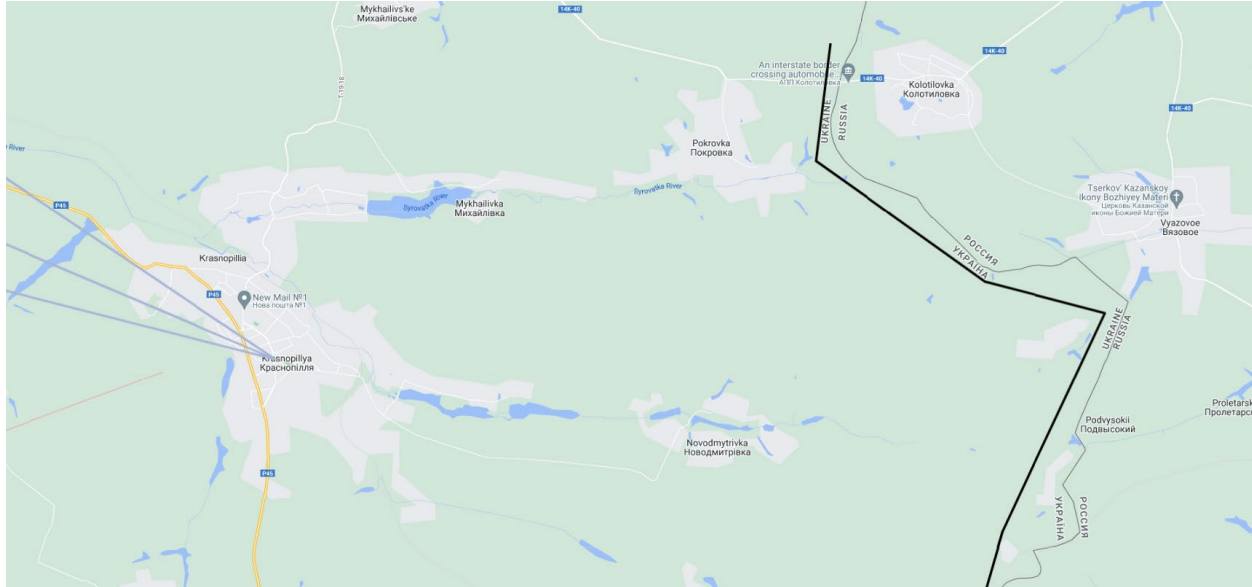 Mykhailivs'ke
Михайлівське
14K-40
14K-40
An interstate border
crossing automobile...
АПП Колотиловка
14K-40
Kolotilovka
Колотиловка
T-1918
UKRAINE
RUSSIA
14K-40
Pokrovka
Покровка
Syrovatka River
a River
P45
Syrovatka River
Mykhailivka
Михайлівка
Tserkov' Kazanskoy
Ikony Bozhiyey Materi
Церковь Казанской
иконы Божией Матери
Vyazovoe
Вязовое
РОССИЯ
УКРАЇНА
Krasnopillia
P45
New Mail №1
Нова пошта №1
UKRAINE
RUSSIA
Krasnopillya
Краснопілля
Proletarsk
Пролетарс
Podvysokii
Подвысокий
Novodmytrivka
Новодмитрівка
P45
УКРАЇНА
РОССИЯ